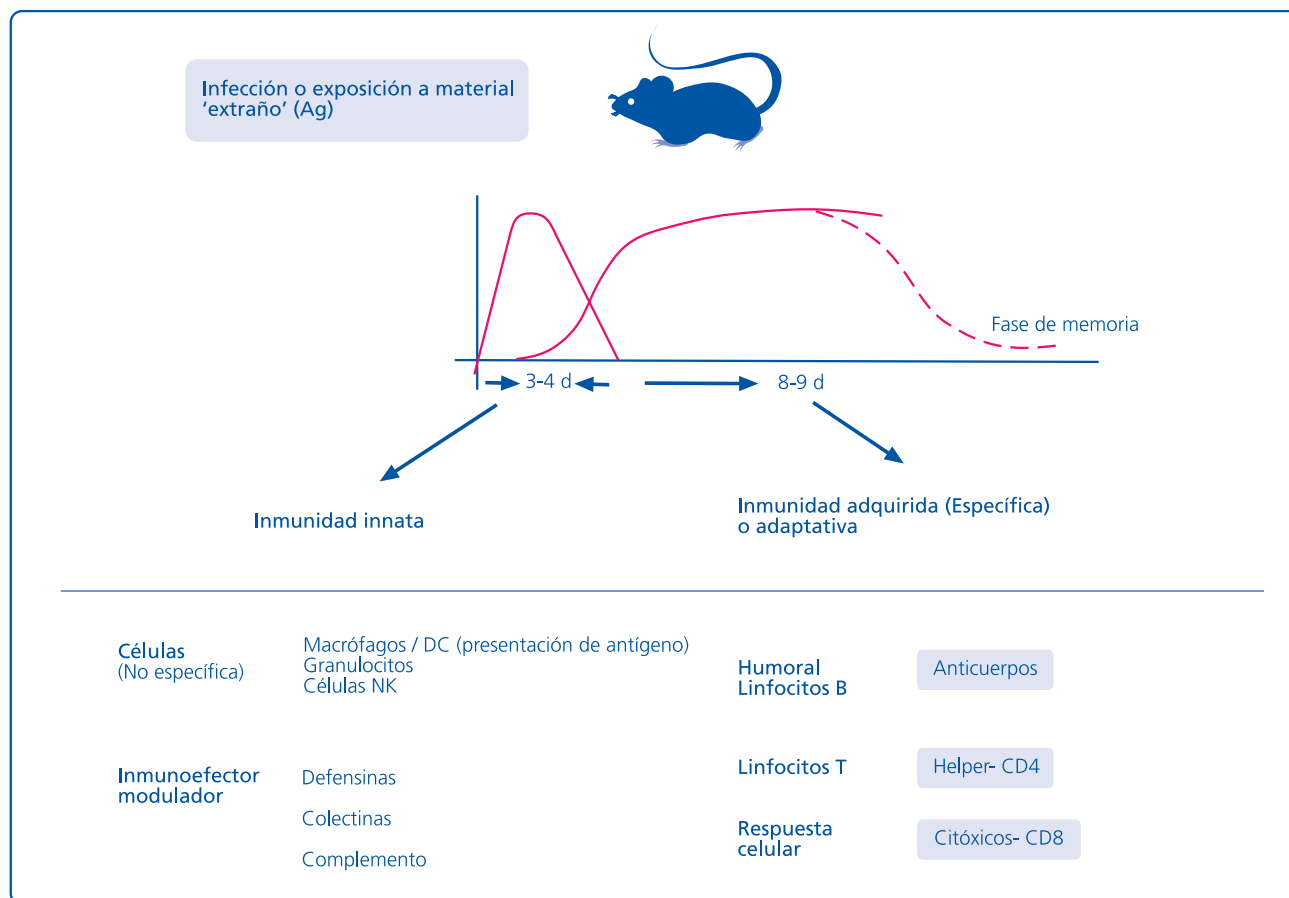 Infección o exposición a material
‘extraño’ (Ag)
Fase de memoria
3-4 d
8-9 d
Inmunidad innata
Inmunidad adquirida (Específica)
o adaptativa
Células
(No específica)
Macrófagos / DC (presentación de antígeno)
Granulocitos
Células NK
Inmunoefector
modulador
Defensinas
Colectinas
Complemento
Humoral
Linfocitos B
Anticuerpos
Linfocitos T
Helper- CD4
Respuesta
celular
Citóxicos- CD8